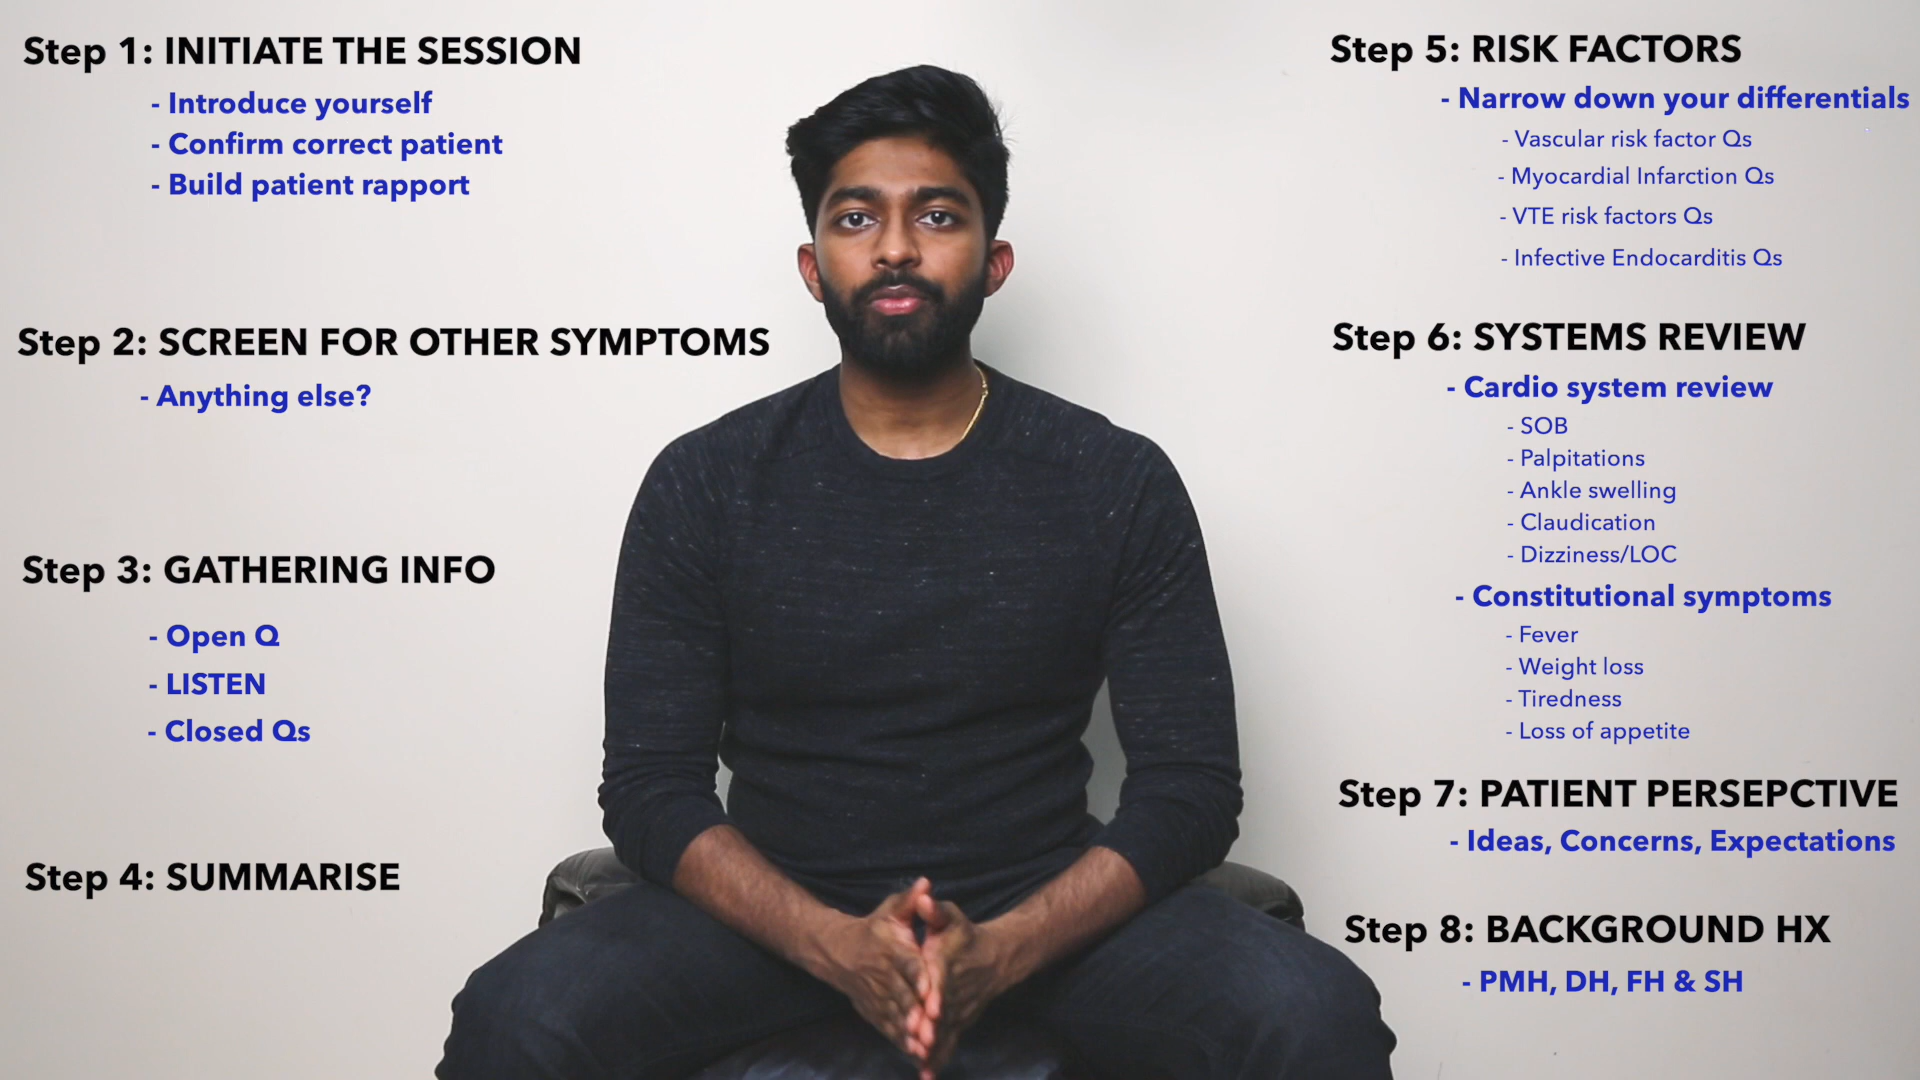 Step 1: INITIATE THE SESSION
- Introduce yourself
- Confirm correct patient
- Build patient rapport
Step 2: SCREEN FOR OTHER SYMPTOMS
- Anything else?
Step 3: GATHERING INFO
- Open Q
- LISTEN
- Closed Qs
Step 4: SUMMARISE
Step 5: RISK FACTORS
- Narrow down your differentials
- Vascular risk factor Qs
- Myocardial Infarction Qs
- VTE risk factors Qs
- Infective Endocarditis Qs
Step 6: SYSTEMS REVIEW
- Cardio system review
- SOB
- Palpitations
- Ankle swelling
- Claudication
- Dizziness/LOC
- Constitutional symptoms
- Fever
- Weight loss
- Tiredness
- Loss of appetite
Step 7: PATIENT PERSEPCTIVE
- Ideas, Concerns, Expectations
Step 8: BACKGROUND HX
- PMH, DH, FH & SH